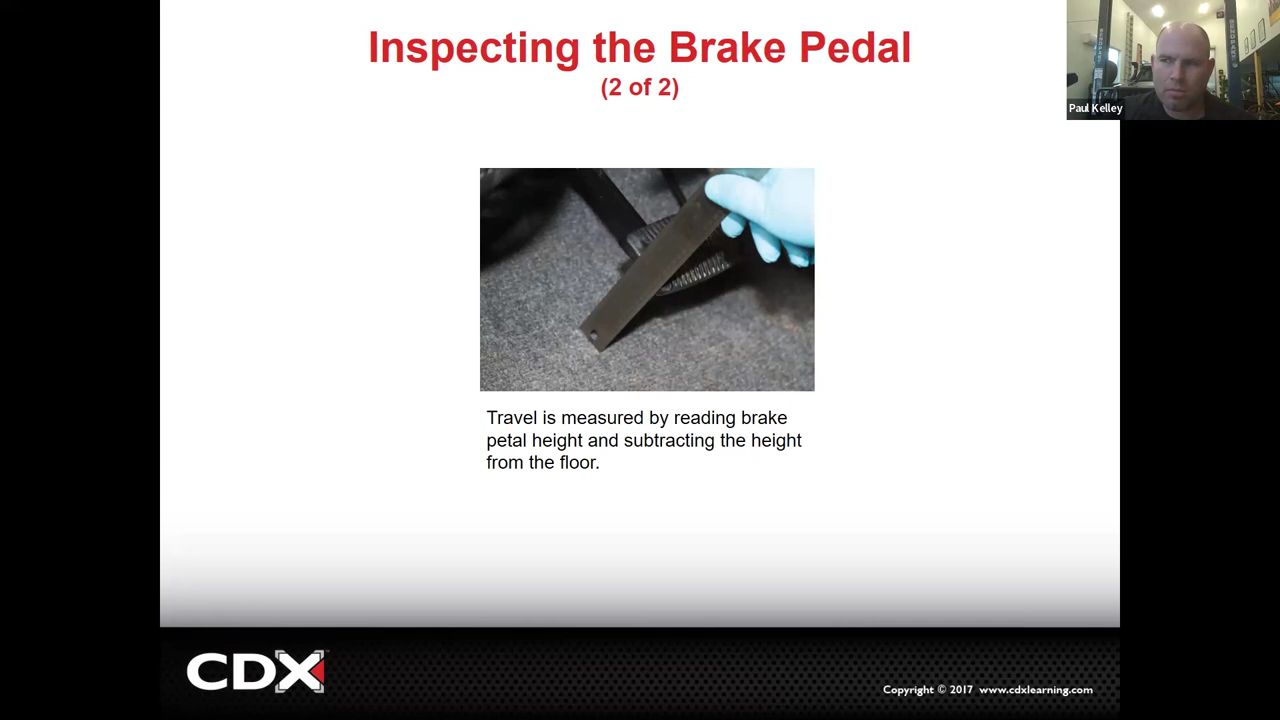 Inspecting the Brake Pedal
(2 of 2)
Paul Kelley
Travel is measured by reading brake
petal height and subtracting the height
from the floor.
CDX
Copyright © 2017 www.cdxlearning.com